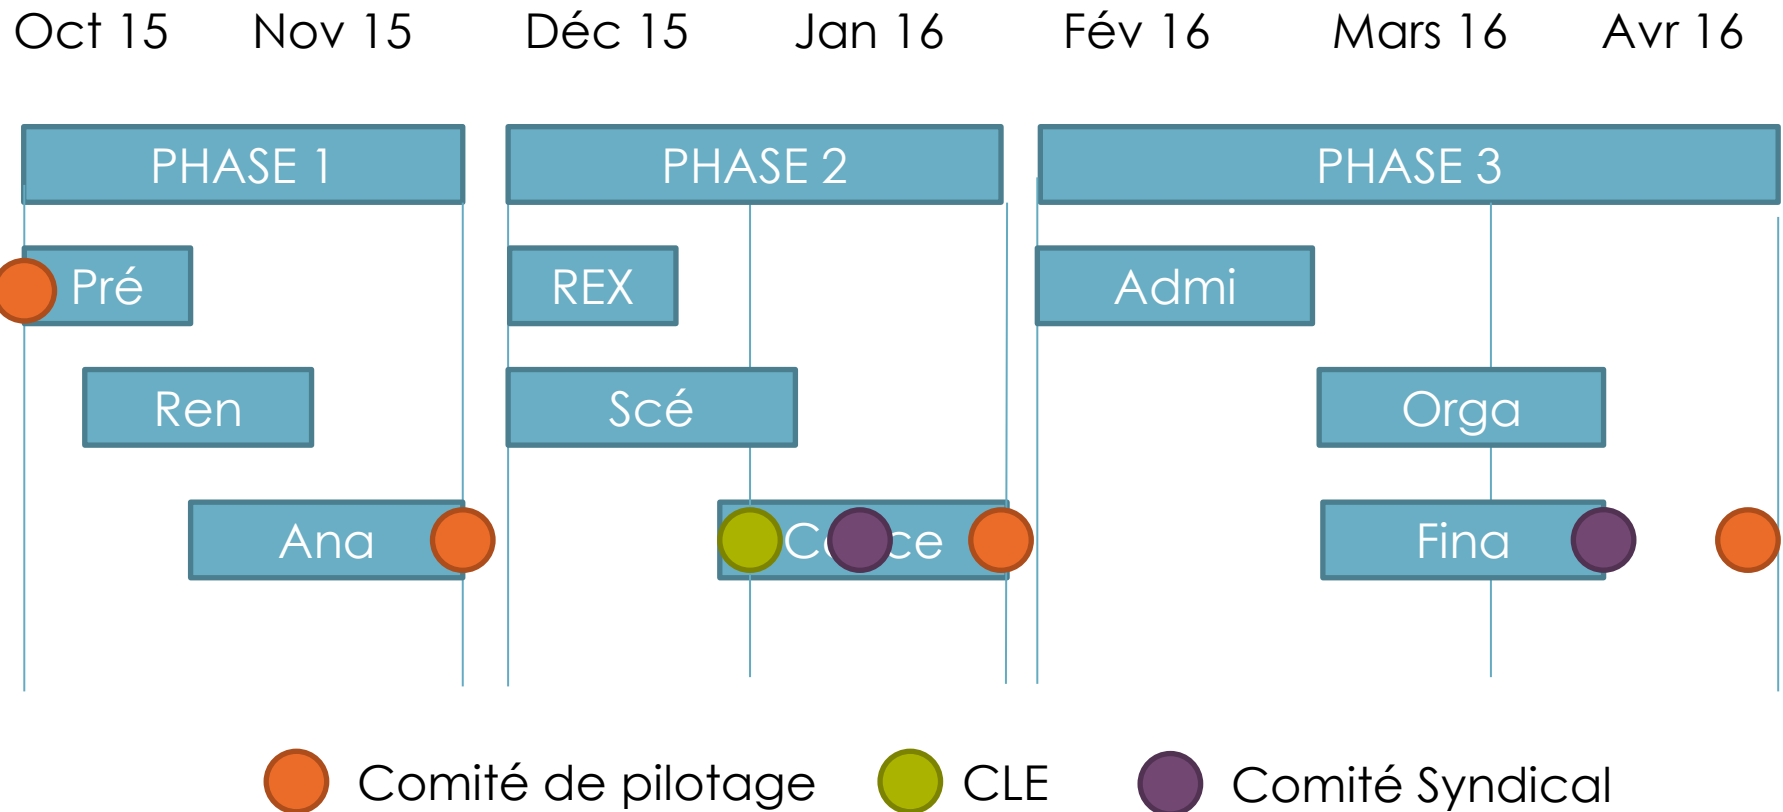 Oct 15 Nov 15 Déc 15 Jan 16 Fév 16 Mars 16 Avr 16
PHASE 1 PHASE 2 PHASE 3
Pré REX Admi
Ren Scé Orga
Ana Fina
Comité de pilotage CLE Comité Syndical